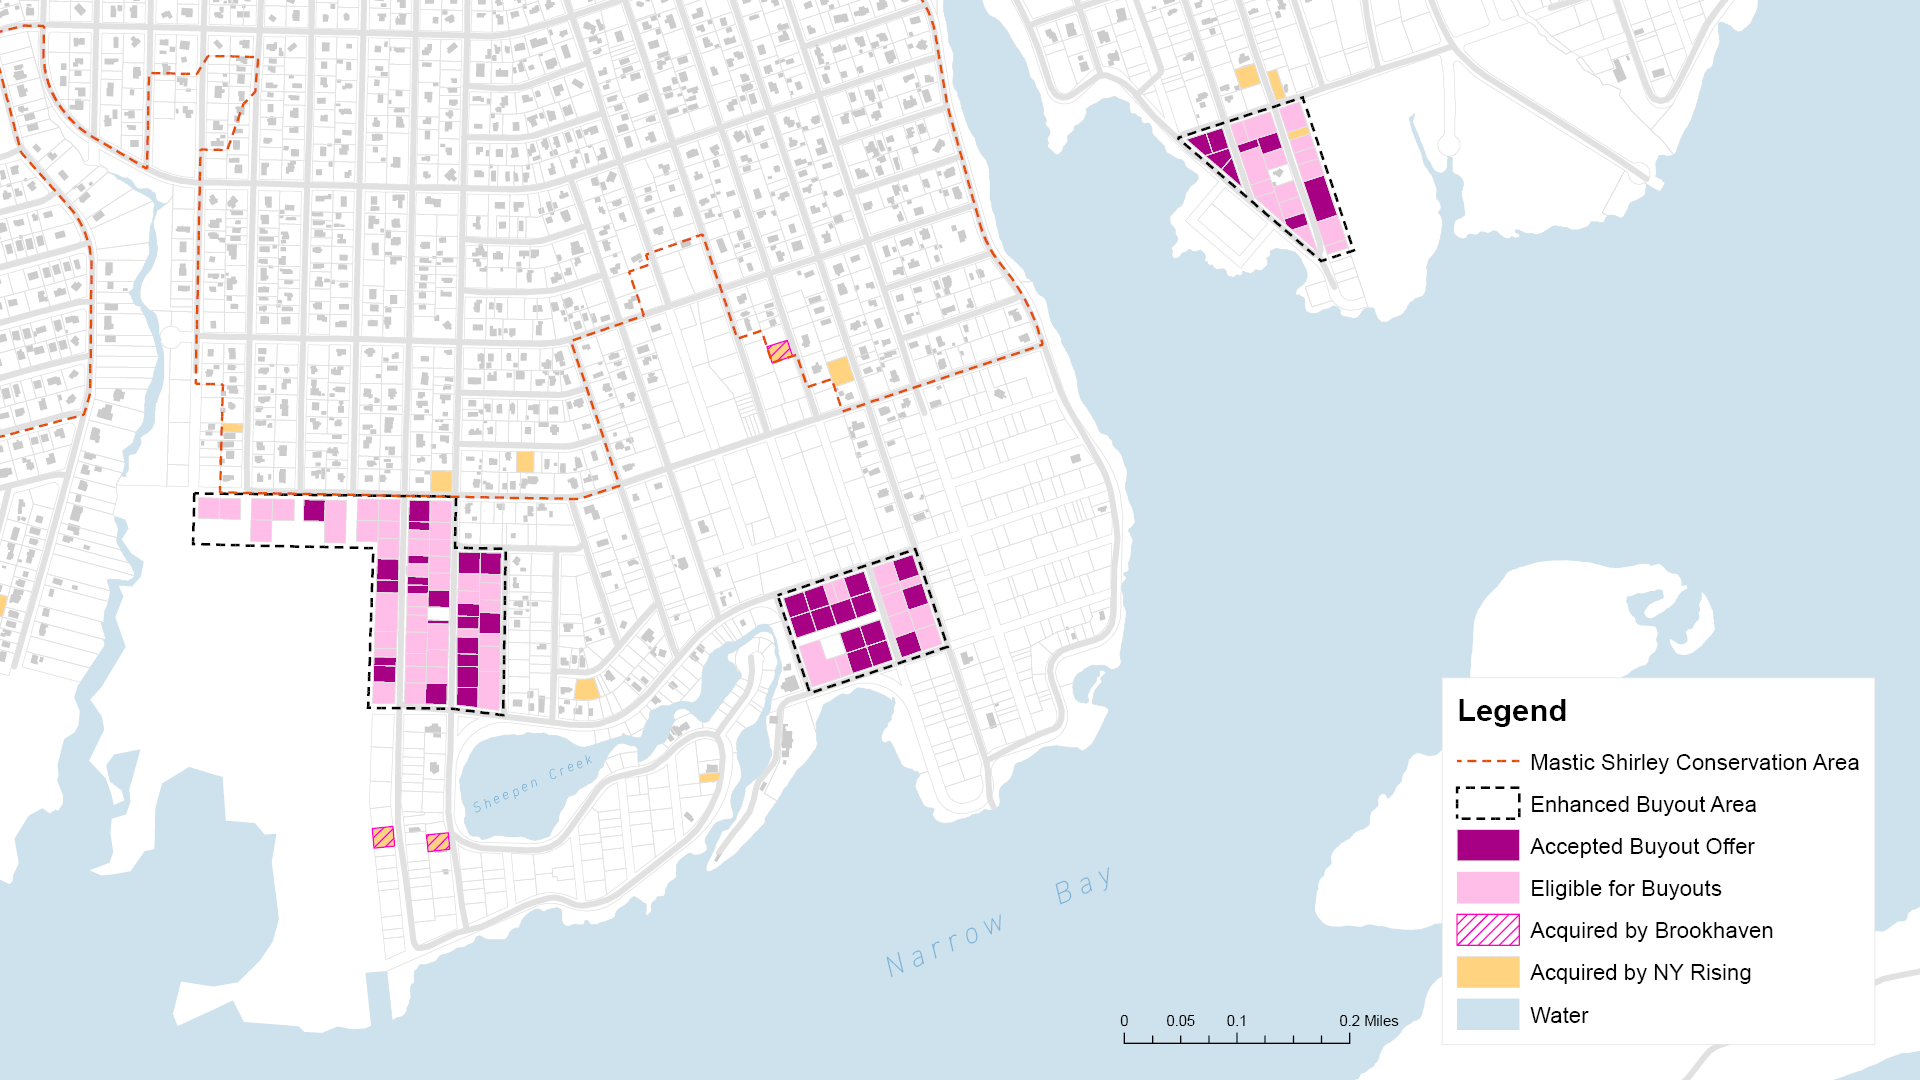 Sheepen Creek
Narrow Bay
Legend
Mastic Shirley Conservation Area
Enhanced Buyout Area
Accepted Buyout Offer
Eligible for Buyouts
Acquired by Brookhaven
Acquired by NY Rising
Water
0 0.05 0.1 0.2 Miles